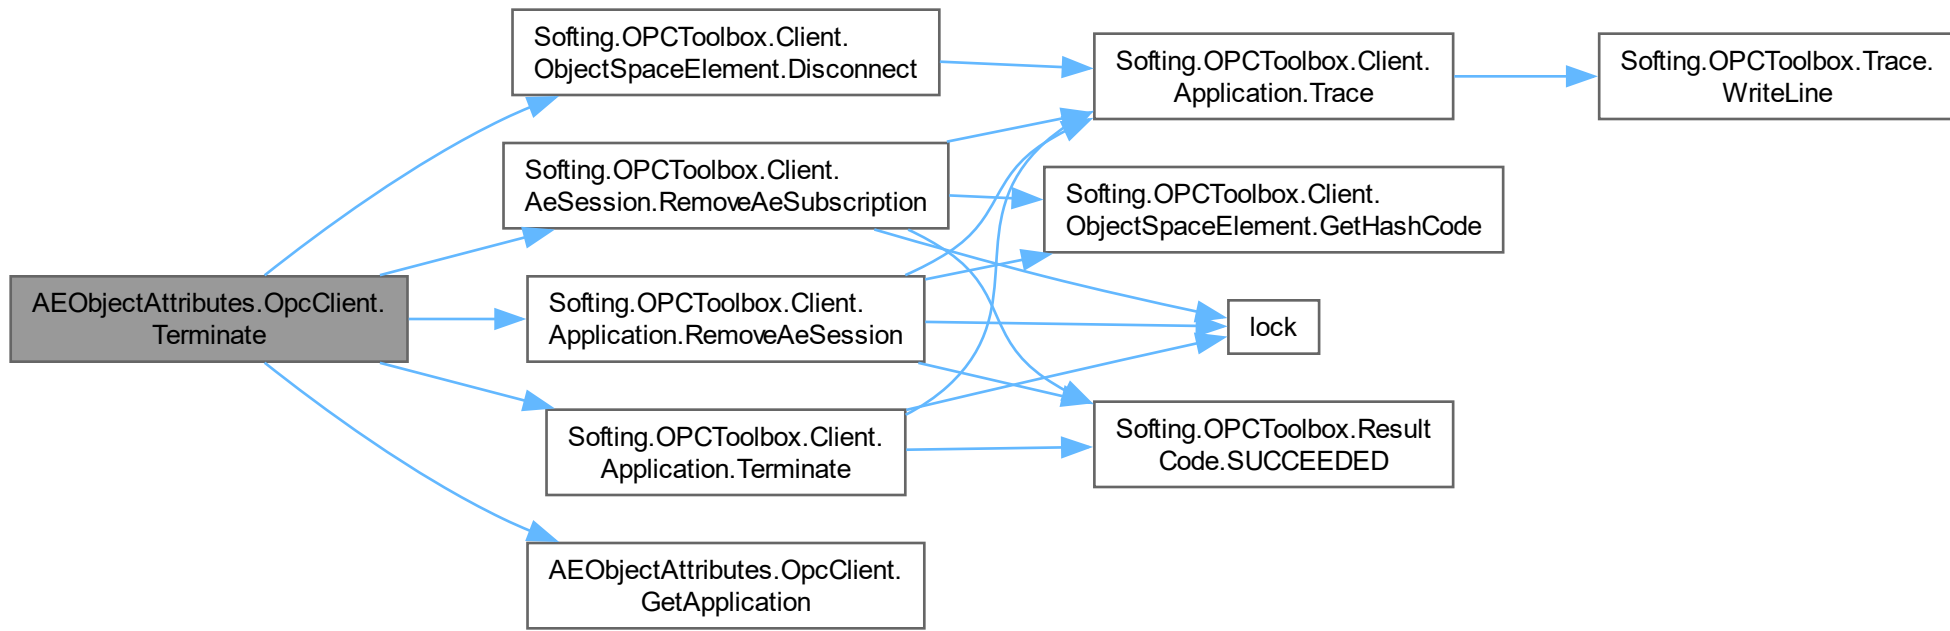 AEObjectAttributes.OpcClient.
Terminate
Softing.OPCToolbox.Client.
ObjectSpaceElement.Disconnect
Softing.OPCToolbox.Client.
AeSession.RemoveAeSubscription
Softing.OPCToolbox.Client.
Application.RemoveAeSession
Softing.OPCToolbox.Client.
Application.Terminate
AEObjectAttributes.OpcClient.
GetApplication
Softing.OPCToolbox.Client.
Application.Trace
Softing.OPCToolbox.Client.
ObjectSpaceElement.GetHashCode
lock
Softing.OPCToolbox.Result
Code.SUCCEEDED
Softing.OPCToolbox.Trace.
WriteLine